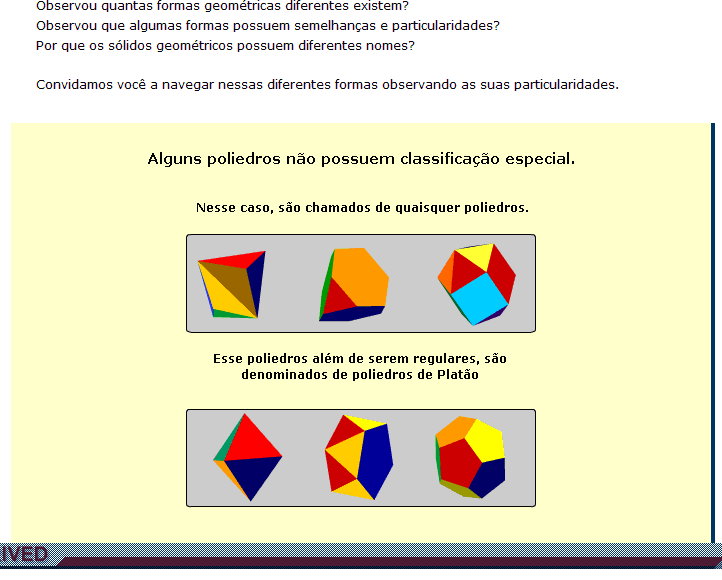 Observou quantas formas geométricas diferentes existem?
Observou que algumas formas possuem semelhanças e particularidades?
Por que os sólidos geométricos possuem diferentes nomes?
Convidamos você a navegar nessas diferentes formas observando as suas particularidades.
Alguns poliedros não possuem classificação especial.
Nesse caso, são chamados de quaisquer poliedros.
Esse poliedros além de serem regulares, são
denominados de poliedros de Platão
IVED